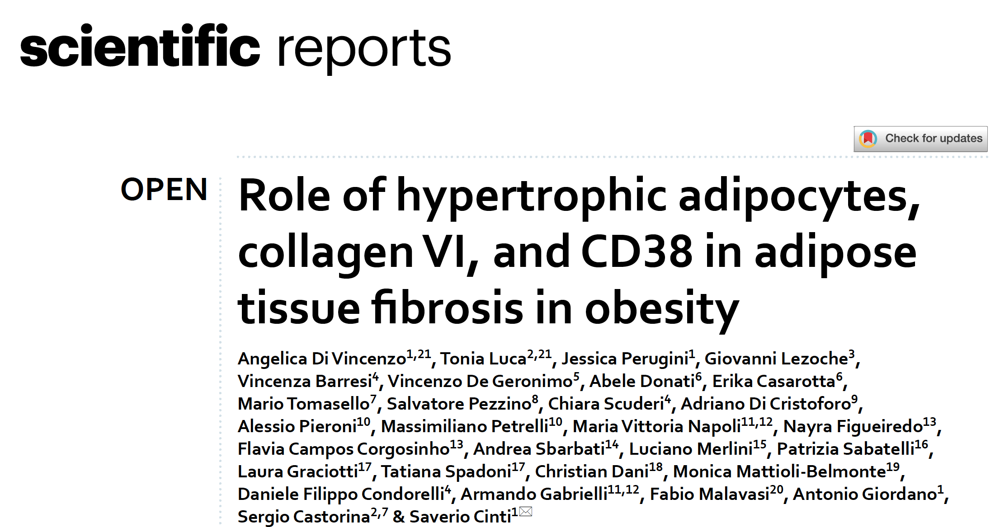 scientific reports
Check for updates
OPEN
Role of hypertrophic adipocytes,
collagen VI, and CD38 in adipose
tissue fibrosis in obesity
Angelica Di Vincenzo1,21, Tonia Luca2,21, Jessica Perugini1, Giovanni Lezoche3,
Vincenza Barresi4, Vincenzo De Geronimo5, Abele Donati6, Erika Casarotta6,
Mario Tomasello7, Salvatore Pezzino8, Chiara Scuderi4, Adriano Di Cristoforo9,
Alessio Pieroni10, Massimiliano Petrelli10, Maria Vittoria Napoli11,12, Nayra Figueiredo13,
Flavia Campos Corgosinho13, Andrea Sbarbati14, Luciano Merlini15, Patrizia Sabatelli16,
Laura Graciotti17, Tatiana Spadoni17, Christian Dani18, Monica Mattioli-Belmonte19,
Daniele Filippo Condorelli4, Armando Gabrielli11,12, Fabio Malavasi20, Antonio Giordano1,
Sergio Castorina2,7 & Saverio Cinti1